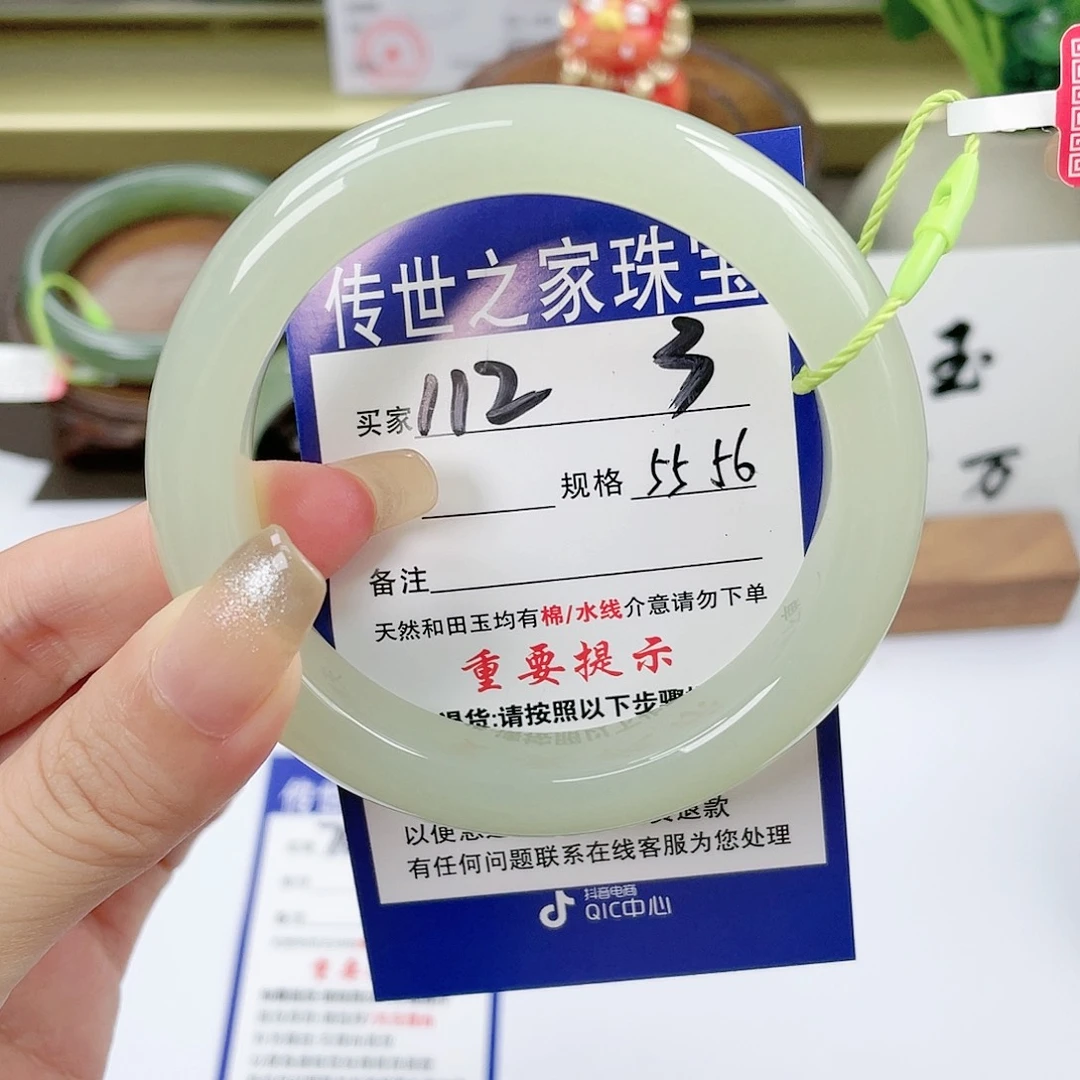 传世之家珠宝
买家 112 3
规格 55 56
备注
天然和田玉均有棉/水线介意请勿下单
重要提示
退货:请按照以下步骤
以便
退款
有任何问题联系在线客服为您处理
抖音电商
QIC中心
玉
万